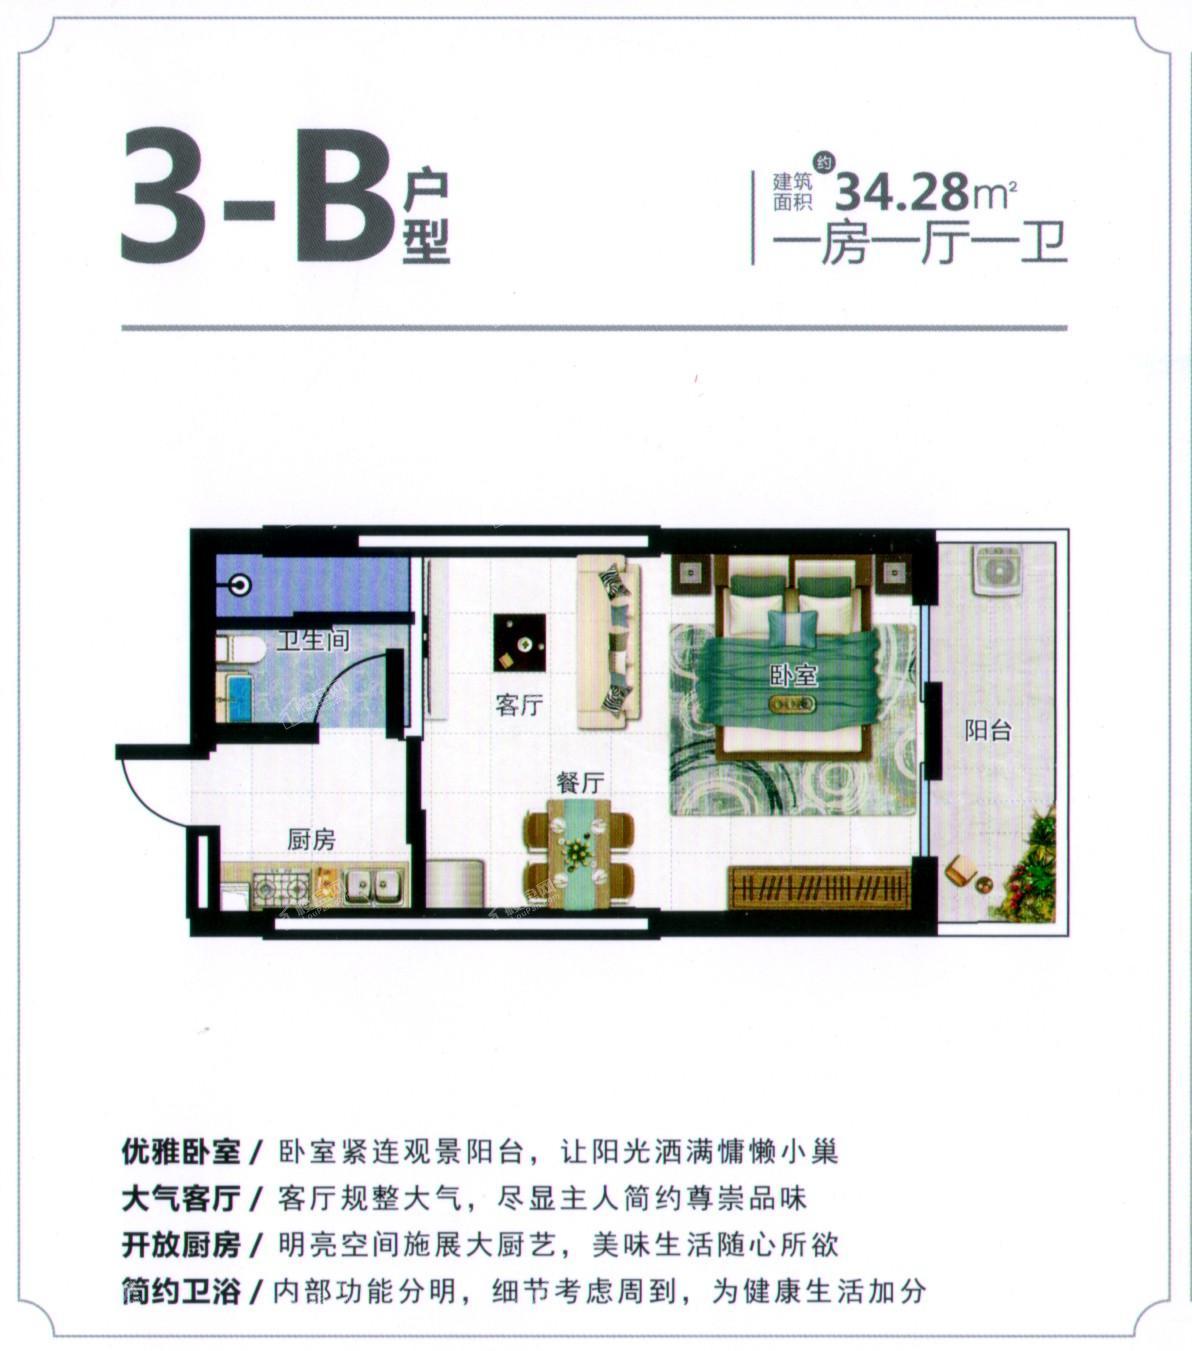 3-B户型
建筑面积约34.28m²
一房一厅一卫
卫生间
客厅
卧室
阳台
餐厅
厨房
优雅卧室 / 卧室紧连观景阳台，让阳光洒满慵懒小巢
大气客厅 / 客厅规整大气，尽显主人简约尊崇品味
开放厨房 / 明亮空间施展大厨艺，美味生活随心所欲
简约卫浴 / 内部功能分明，细节考虑周到，为健康生活加分